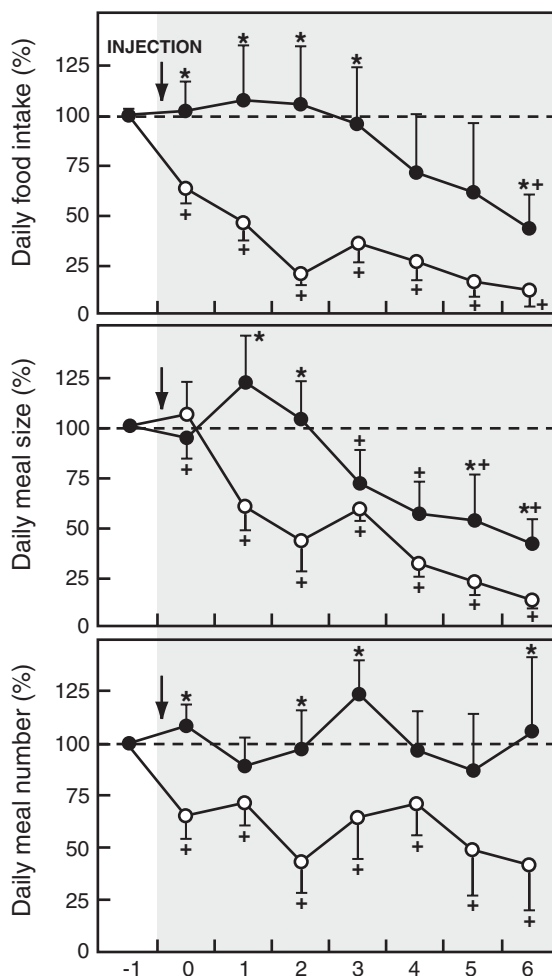 INJECTION
Daily food intake (%)
125
100
75
50
25
0
* * * * *+
+ + + + + + +
Daily meal size (%)
125
100
75
50
25
0
* * + + *+ *+
+ + + + + + +
Daily meal number (%)
125
100
75
50
25
0
* * * *
+ + + + + + +
-1 0 1 2 3 4 5 6